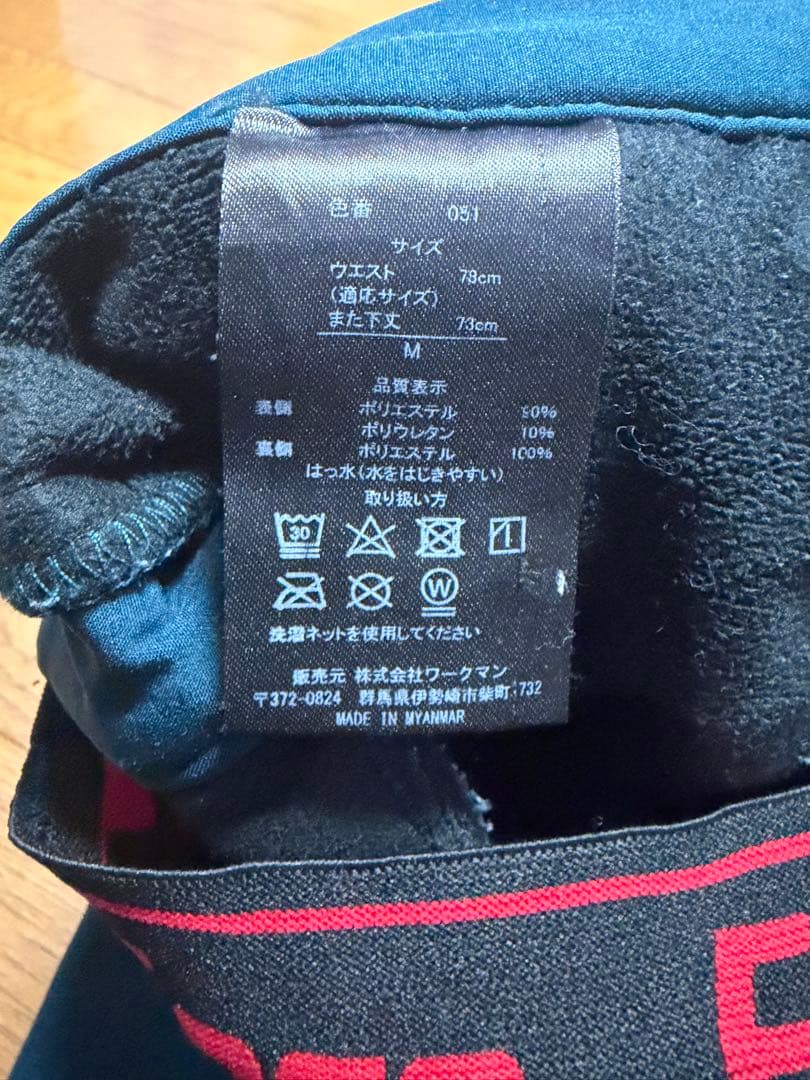 色番 051
サイズ
ウエスト 79cm
(適応サイズ)
また下丈 73cm
M
品質表示
表側 ポリエステル 90%
ポリウレタン 10%
裏側 ポリエステル 100%
はっ水(水をはじきやすい)
取り扱い方
30
W
洗濯ネットを使用してください
販売元 株式会社ワークマン
〒372-0824 群馬県伊勢崎市柴町1732
MADE IN MYANMAR